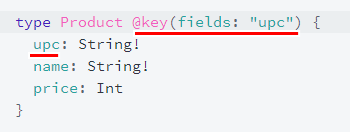 type Product @key(fields: "upc") {
  upc: String!
  name: String!
  price: Int
}